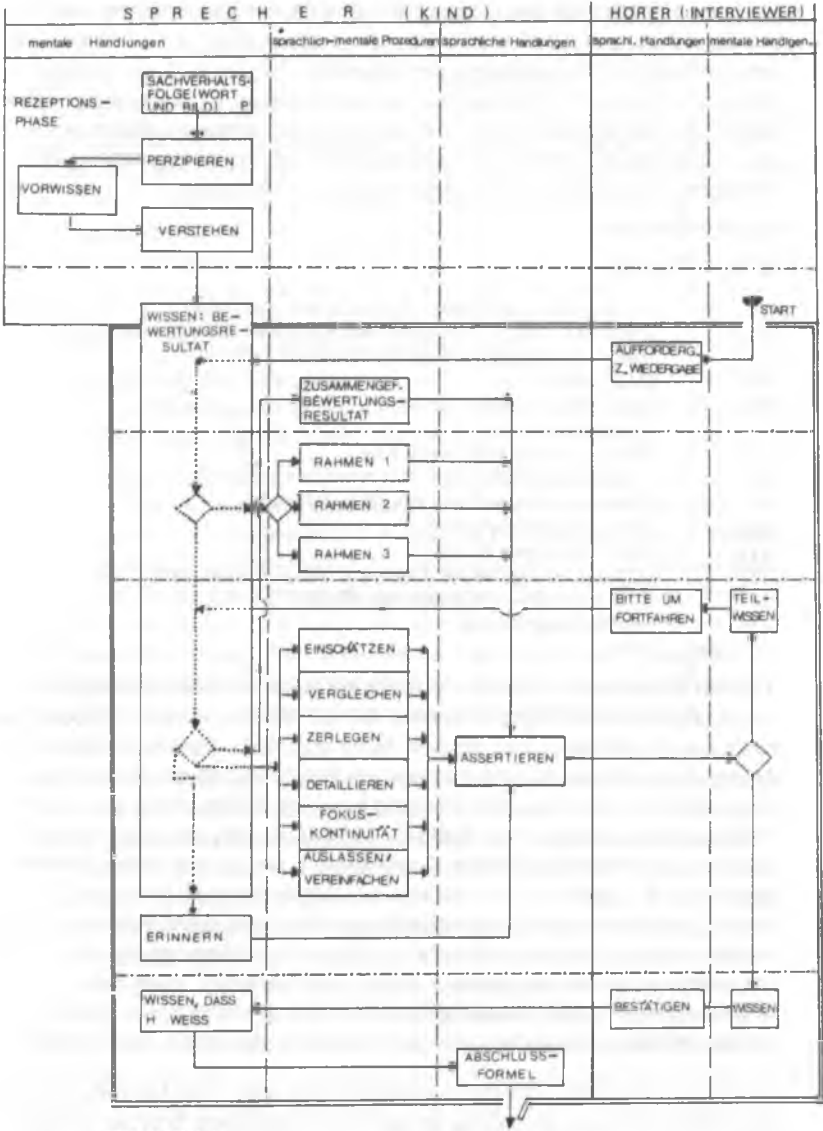 SPRECHER (KIND)
HÖRER (INTERVIEWER)
mentale Handlungen
sprachlich-mentale Prozeduren
sprachliche Handlungen
sprachl. Handlungen
mentale Handlgen.
REZEPTIONS-
PHASE
SACHVERHALTS-
FOLGE (WORT
UND BILD) P
PERZIPIEREN
VORWISSEN
VERSTEHEN
WISSEN: BE-
WERTUNGSRE-
SULTAT
START
AUFFORDERG.
Z. WIEDERGABE
ZUSAMMENGEF.
BEWERTUNGS-
RESULTAT
RAHMEN 1
RAHMEN 2
RAHMEN 3
BITTE UM
FORTFAHREN
TEIL-
WISSEN
EINSCHÄTZEN
VERGLEICHEN
ZERLEGEN
DETAILLIEREN
FOKUS-
KONTINUITÄT
AUSLASSEN/
VEREINFACHEN
ASSERTIEREN
ERINNERN
WISSEN, DASS
H WEISS
BESTÄTIGEN
WISSEN
ABSCHLUSS-
FORMEL